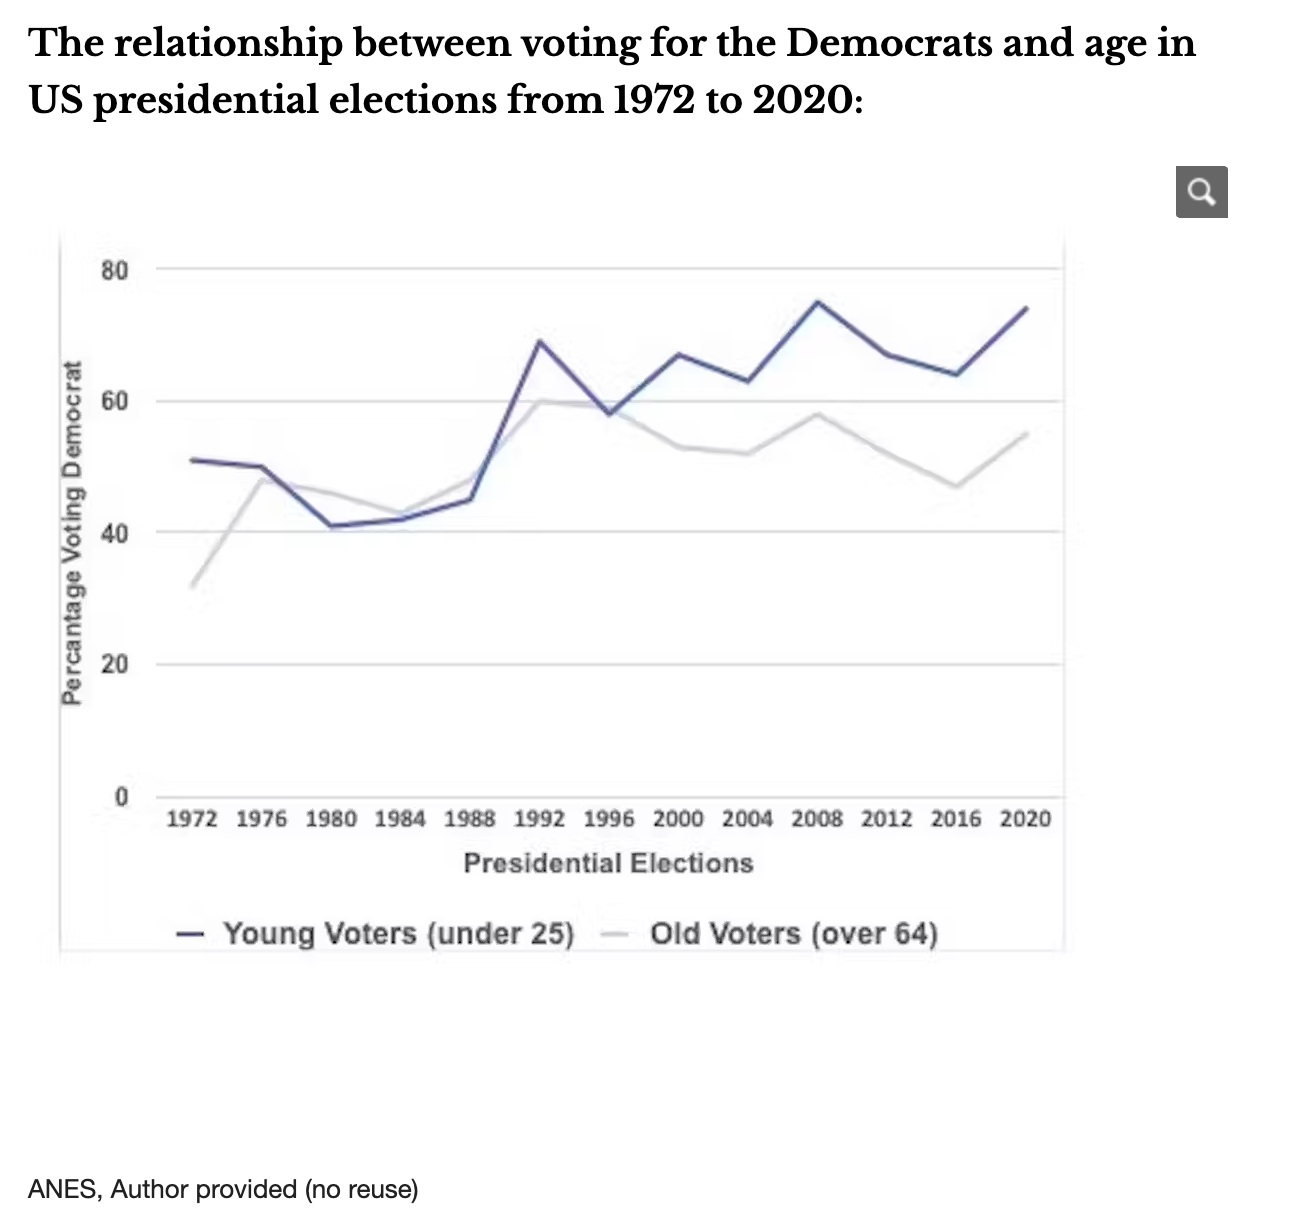 The relationship between voting for the Democrats and age in
US presidential elections from 1972 to 2020:
80
60
40
20
0
Percantage Voting Democrat
1972 1976 1980 1984 1988 1992 1996 2000 2004 2008 2012 2016 2020
Presidential Elections
Young Voters (under 25) Old Voters (over 64)
ANES, Author provided (no reuse)